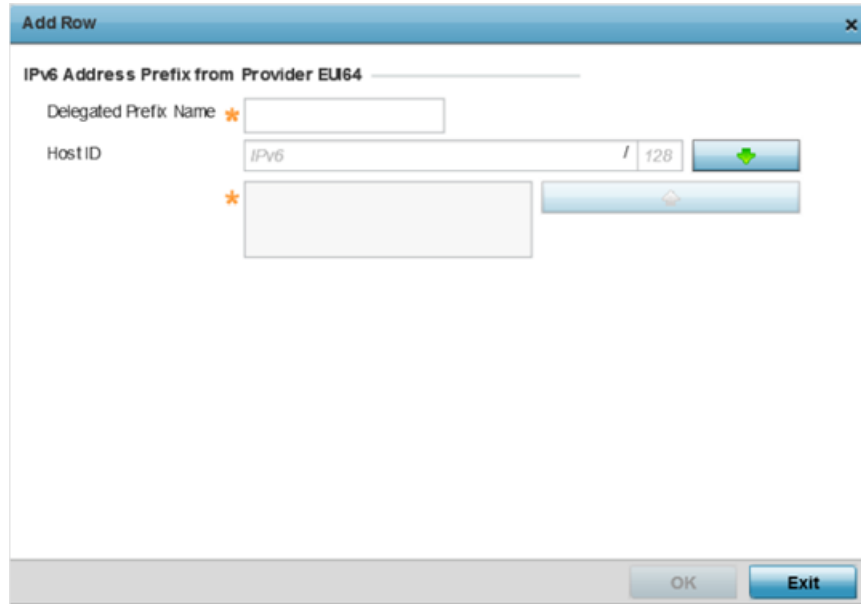 Add Row ×
IPv6 Address Prefix from Provider EUI64
Delegated Prefix Name *
Host ID IPv6 / 128
*
OK Exit